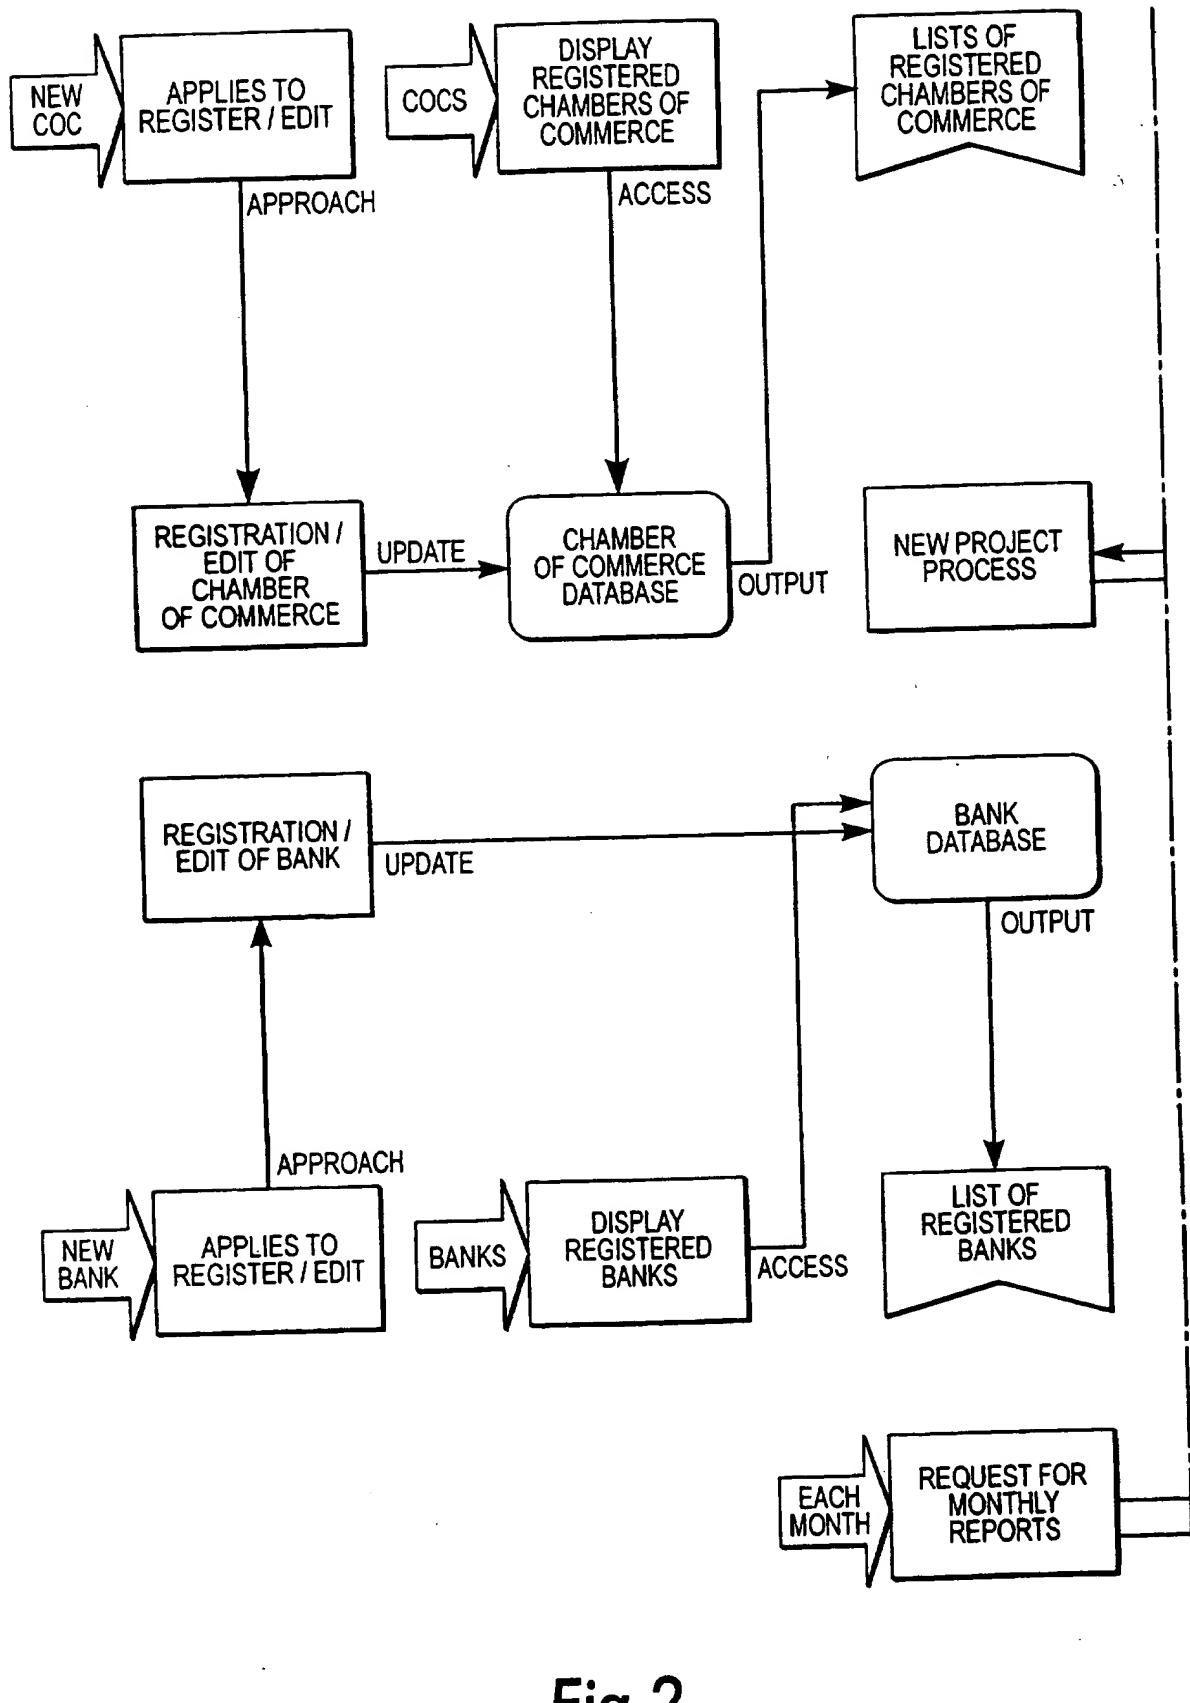 NEW
COC
APPLIES TO
REGISTER / EDIT
APPROACH
COCS
DISPLAY
REGISTERED
CHAMBERS OF
COMMERCE
ACCESS
LISTS OF
REGISTERED
CHAMBERS OF
COMMERCE
REGISTRATION /
EDIT OF
CHAMBER
OF COMMERCE
UPDATE
CHAMBER
OF COMMERCE
DATABASE
OUTPUT
NEW PROJECT
PROCESS
REGISTRATION /
EDIT OF BANK
UPDATE
BANK
DATABASE
OUTPUT
APPROACH
NEW
BANK
APPLIES TO
REGISTER / EDIT
BANKS
DISPLAY
REGISTERED
BANKS
ACCESS
LIST OF
REGISTERED
BANKS
EACH
MONTH
REQUEST FOR
MONTHLY
REPORTS
Fig 2